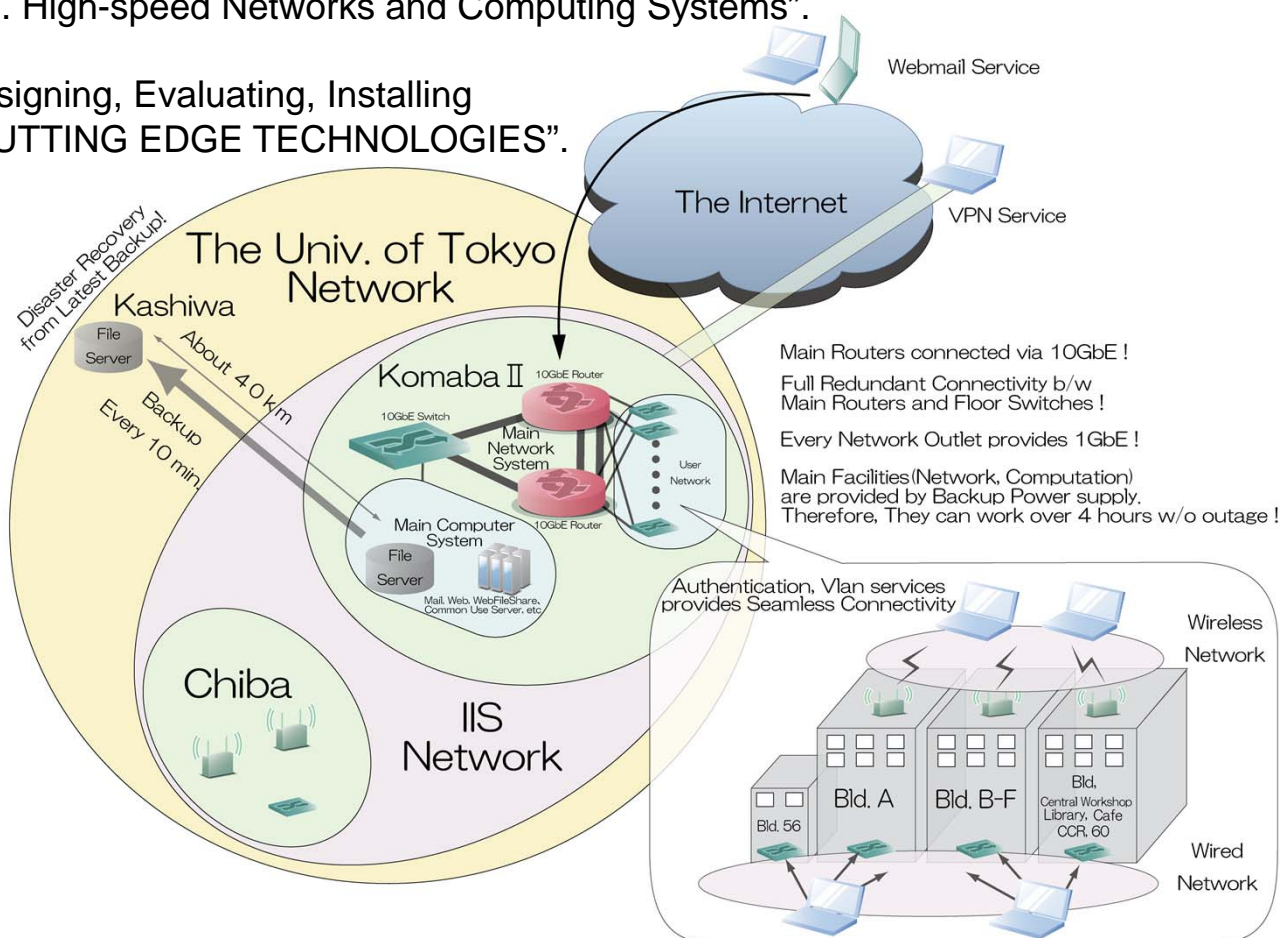 . High-speed Networks and Computing Systems”.
signing, Evaluating, Installing
UTTING EDGE TECHNOLOGIES”.
Webmail Service
The Internet
VPN Service
Disaster Recovery
from Latest Backup!
The Univ. of Tokyo
Network
Kashiwa
File
Server
About 40 km
Backup
Every 10 min.
Komaba Ⅱ
10GbE Router
10GbE Switch
Main
Network
System
User
Network
10GbE Router
Main Computer
System
File
Server
Mail, Web, WebFileShare,
Common Use Server, etc
Main Routers connected via 10GbE !
Full Redundant Connectivity b/w
Main Routers and Floor Switches !
Every Network Outlet provides 1GbE !
Main Facilities(Network, Computation)
are provided by Backup Power supply.
Therefore, They can work over 4 hours w/o outage !
Chiba
IIS
Network
Authentication, Vlan services
provides Seamless Connectivity
Wireless
Network
Bld. 56
Bld. A
Bld. B-F
Bld,
Central Workshop
Library, Cafe
CCR, 60
Wired
Network